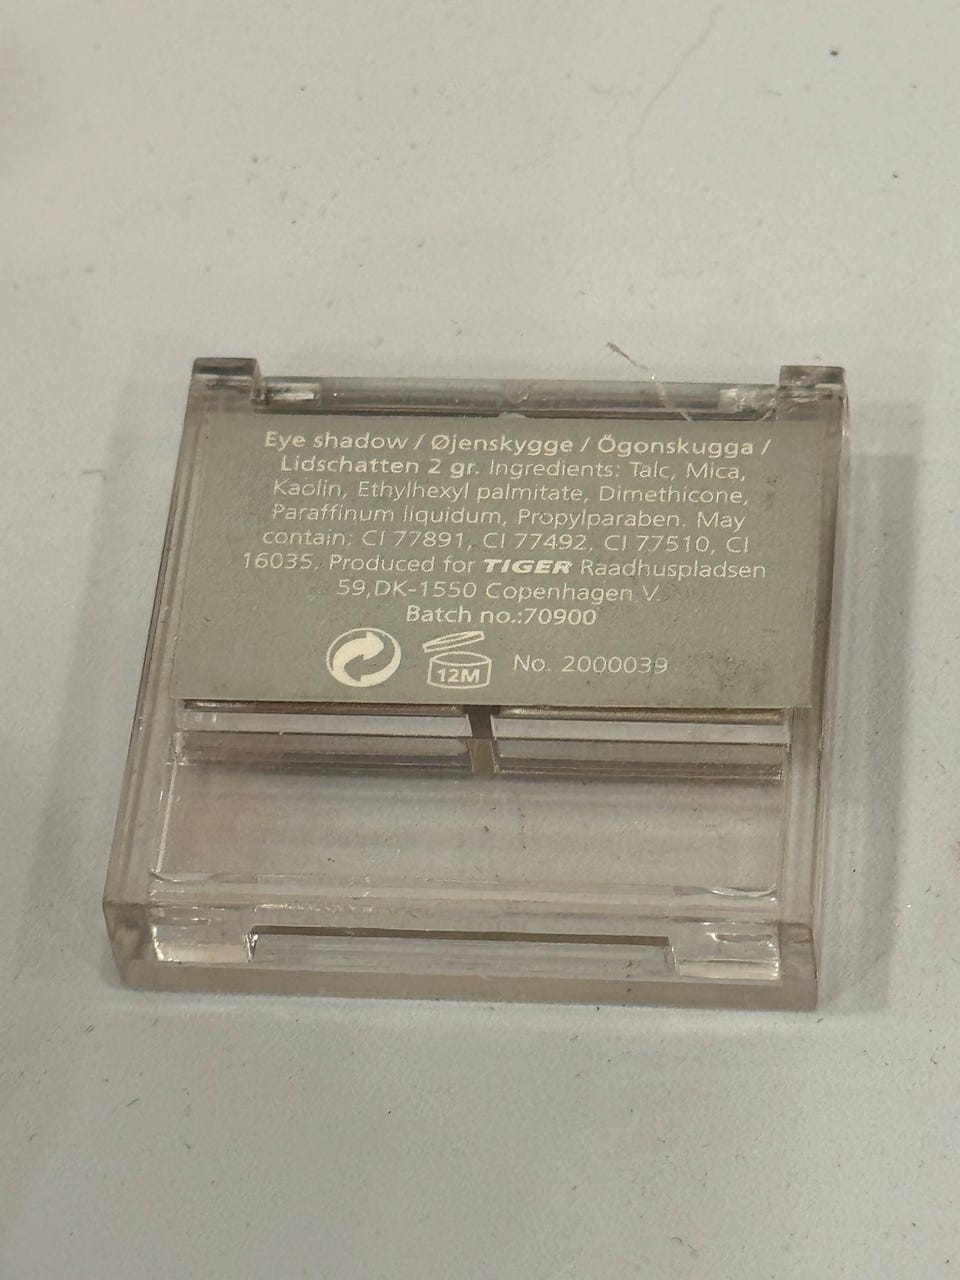 Eye shadow / Øjenskygge / Ögonskugga /
Lidschatten 2 gr. Ingredients: Talc, Mica,
Kaolin, Ethylhexyl palmitate, Dimethicone,
Paraffinum liquidum, Propylparaben. May
contain: CI 77891, CI 77492, CI 77510, CI
16035. Produced for TIGER Raadhuspladsen
59,DK-1550 Copenhagen V.
Batch no.:70900
12M No. 2000039